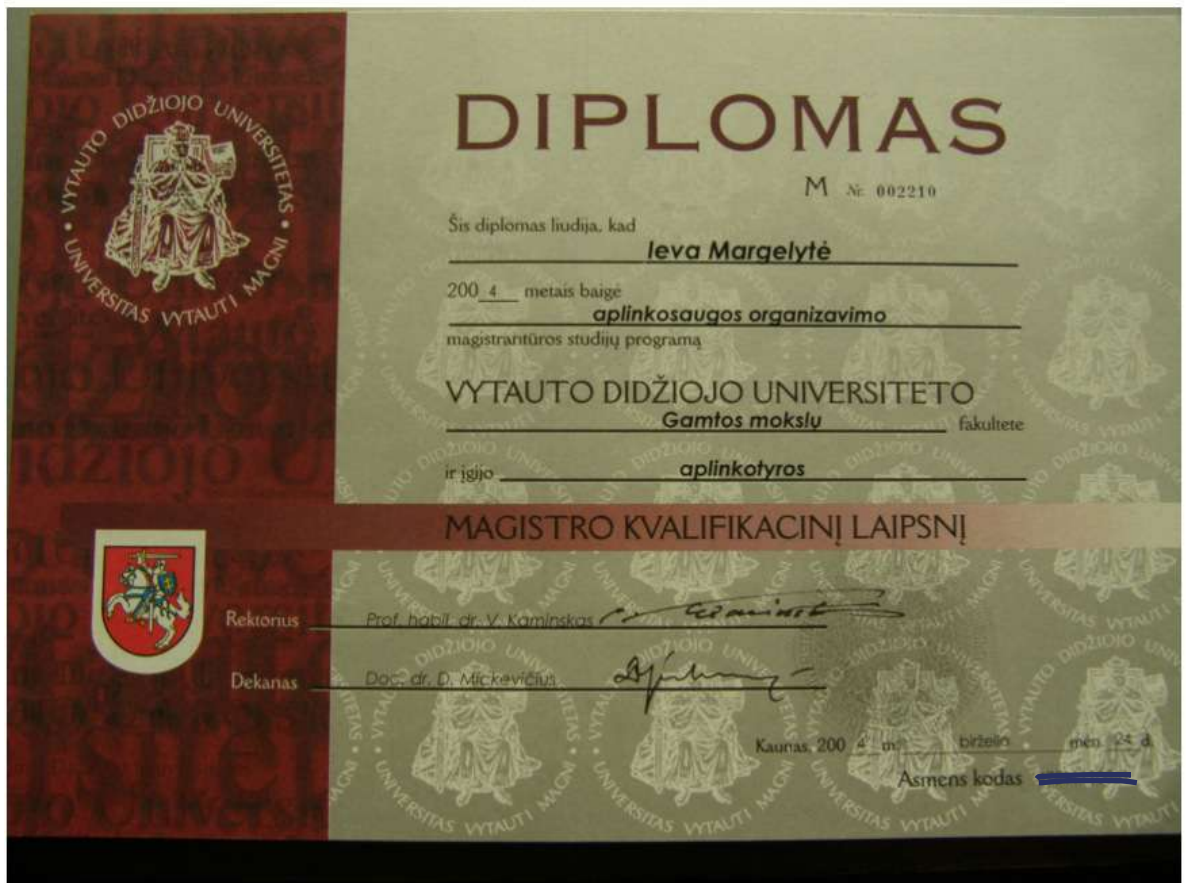 VYTAUTO DIDŽIOJO UNIVERSITETAS • UNIVERSITAS VYTAUTI MAGNI •
DIPLOMAS
M Nr. 002210
Šis diplomas liudija, kad
Ieva Margelytė
200 4 metais baigė
aplinkosaugos organizavimo
magistrantūros studijų programą
VYTAUTO DIDŽIOJO UNIVERSITETO
Gamtos mokslų fakultete
ir įgijo aplinkotyros
MAGISTRO KVALIFIKACINĮ LAIPSNĮ
Rektorius Prof. habil. dr. V. Kaminskas
Dekanas Doc. dr. D. Mickevičius
Kaunas, 200 4 m. birželio mėn. 24 d.
Asmens kodas